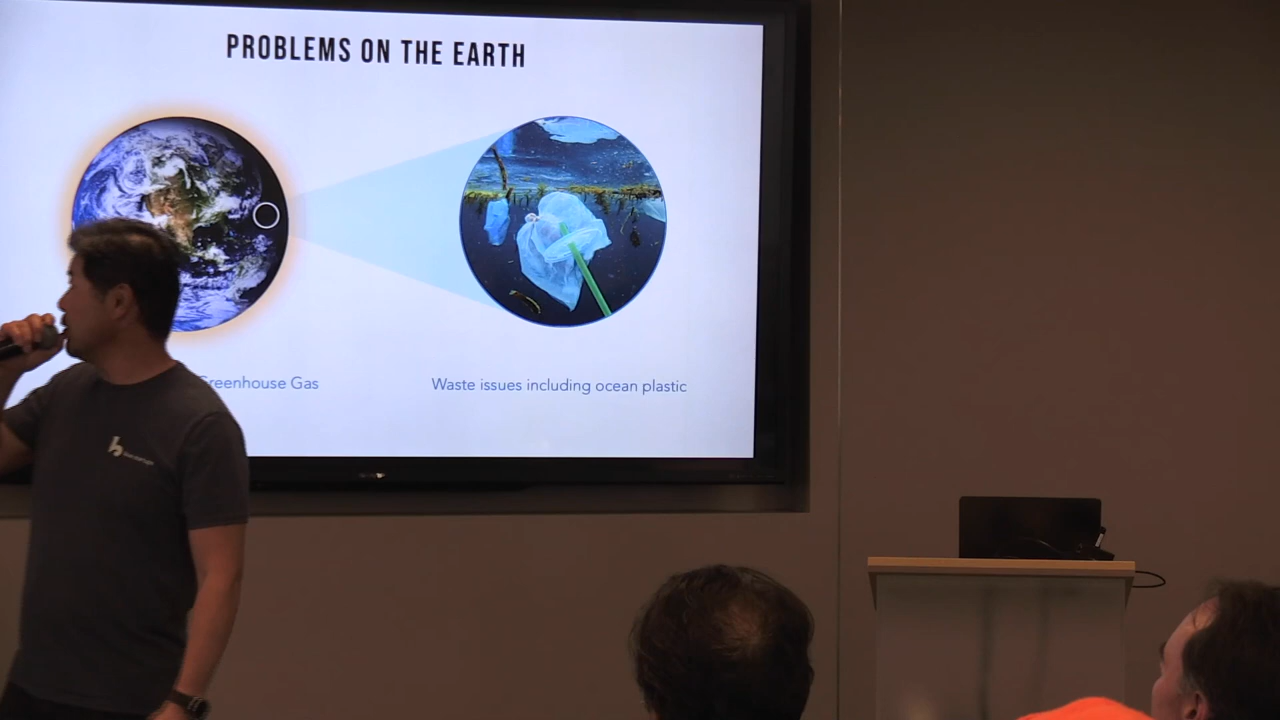 PROBLEMS ON THE EARTH
Greenhouse Gas
Waste issues including ocean plastic